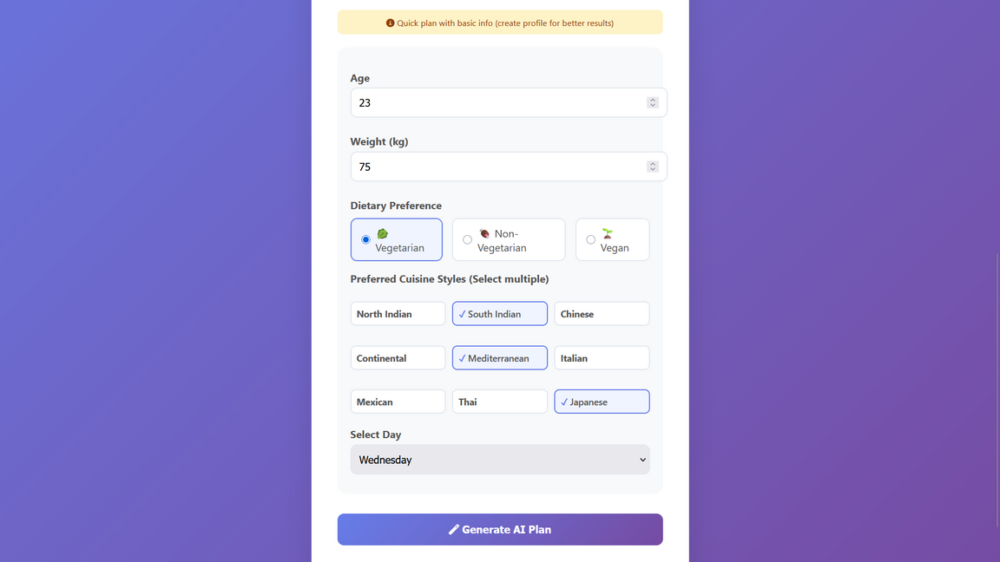 Quick plan with basic info (create profile for better results)
Age
23
Weight (kg)
75
Dietary Preference
Vegetarian
Non-Vegetarian
Vegan
Preferred Cuisine Styles (Select multiple)
North Indian
✓ South Indian
Chinese
Continental
✓ Mediterranean
Italian
Mexican
Thai
✓ Japanese
Select Day
Wednesday
Generate AI Plan